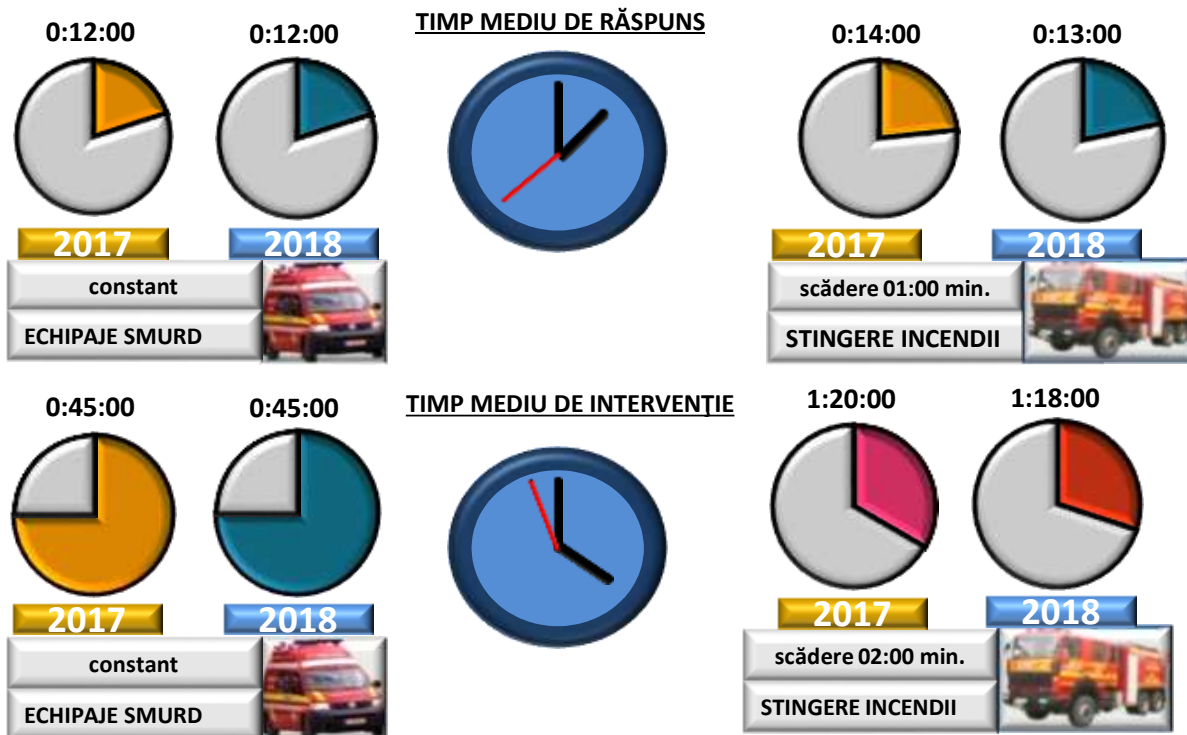 TIMP MEDIU DE RĂSPUNS
0:12:00
0:12:00
0:14:00
0:13:00
2017
2018
2017
2018
constant
scădere 01:00 min.
ECHIPAJE SMURD
STINGERE INCENDII
TIMP MEDIU DE INTERVENŢIE
0:45:00
0:45:00
1:20:00
1:18:00
2017
2018
2017
2018
constant
scădere 02:00 min.
ECHIPAJE SMURD
STINGERE INCENDII